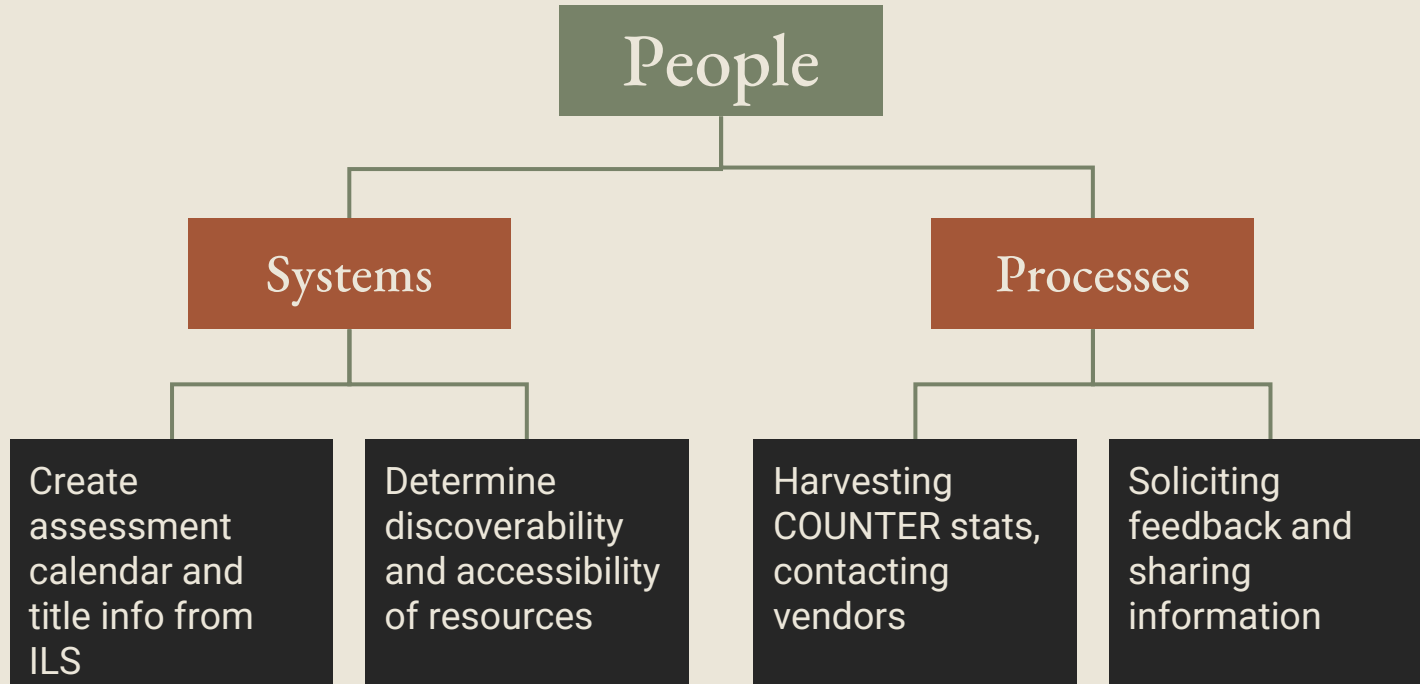 People
Systems
Processes
Create
assessment
calendar and
title info from
ILS
Determine
discoverability
and accessibility
of resources
Harvesting
COUNTER stats,
contacting
vendors
Soliciting
feedback and
sharing
information